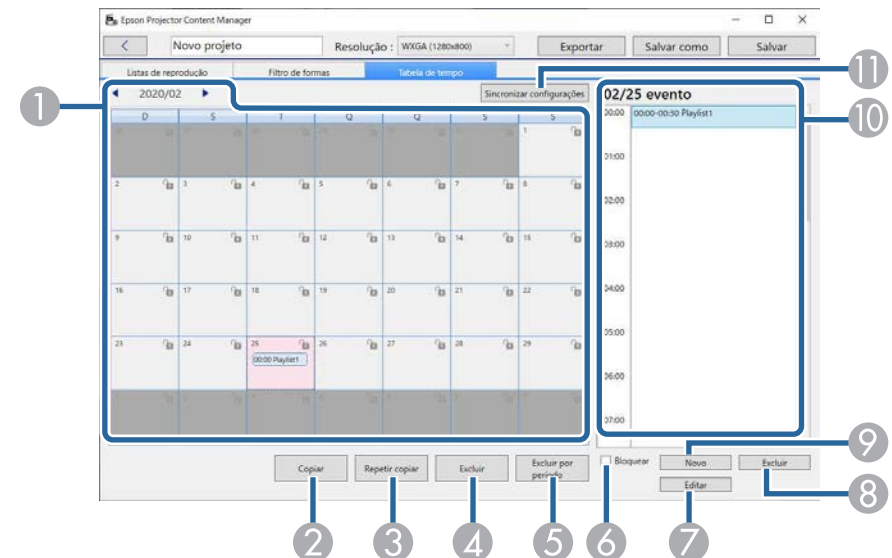 Epson Projector Content Manager
Novo projeto Resolução : WXGA (1280x800) Exportar Salvar como Salvar
Listas de reprodução Filtro de formas Tabela de tempo
2020/02 Sincronizar configurações 02/25 evento
D S T Q Q S S
1
2 3 4 5 6 7 8
9 10 11 12 13 14 15
16 17 18 19 20 21 22
23 24 25 26 27 28 29
00:00 Playlist1
00:00 00:00-00:30 Playlist1
01:00
02:00
03:00
04:00
05:00
06:00
07:00
Copiar Repetir copiar Excluir Excluir por período
Bloquear Novo Excluir
Editar
1
2
3
4
5
6
7
8
9
10
11